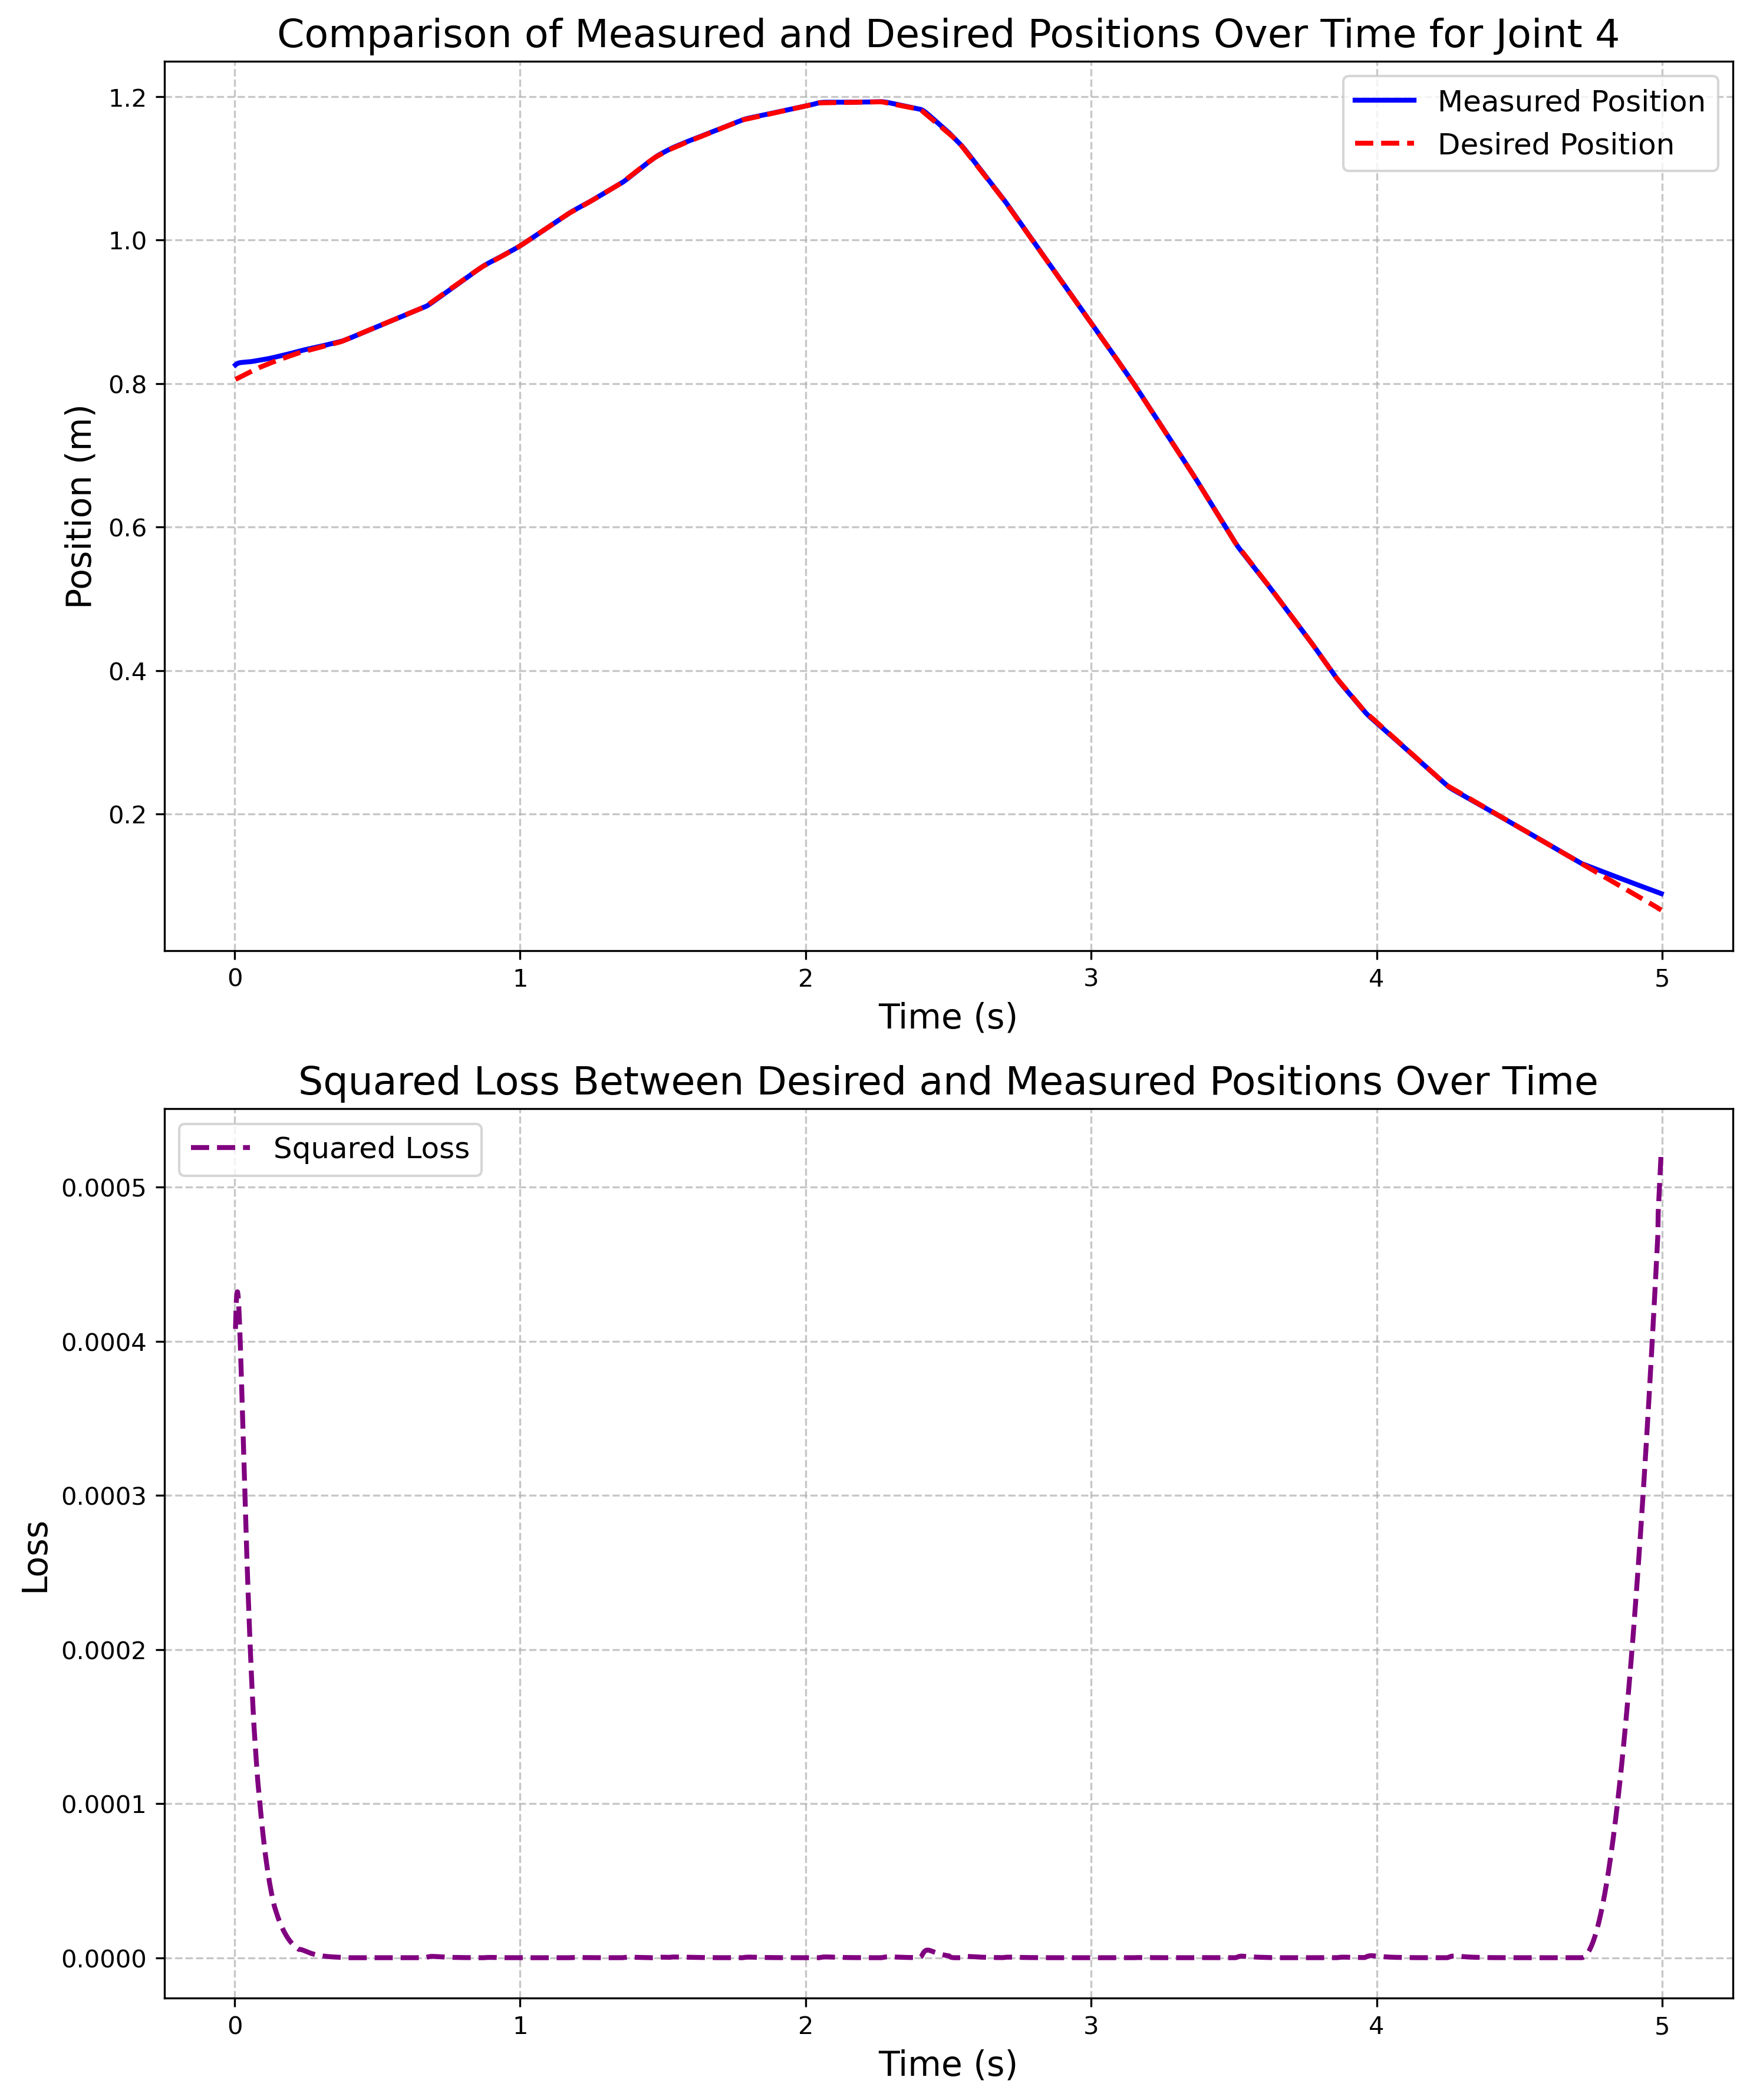 Comparison of Measured and Desired Positions Over Time for Joint 4
Measured Position
Desired Position
Position (m)
1.2
1.0
0.8
0.6
0.4
0.2
0 1 2 3 4 5
Time (s)
Squared Loss Between Desired and Measured Positions Over Time
Squared Loss
Loss
0.0005
0.0004
0.0003
0.0002
0.0001
0.0000
0 1 2 3 4 5
Time (s)